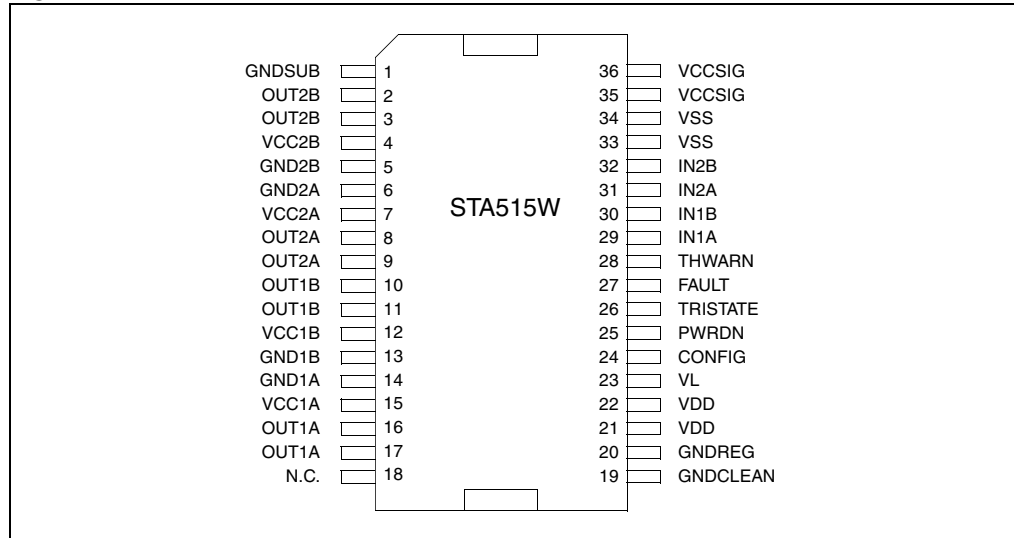 GNDSUB 1 36 VCCSIG
OUT2B 2 35 VCCSIG
OUT2B 3 34 VSS
VCC2B 4 33 VSS
GND2B 5 32 IN2B
GND2A 6 31 IN2A
VCC2A 7 STA515W 30 IN1B
OUT2A 8 29 IN1A
OUT2A 9 28 THWARN
OUT1B 10 27 FAULT
OUT1B 11 26 TRISTATE
VCC1B 12 25 PWRDN
GND1B 13 24 CONFIG
GND1A 14 23 VL
VCC1A 15 22 VDD
OUT1A 16 21 VDD
OUT1A 17 20 GNDREG
N.C. 18 19 GNDCLEAN